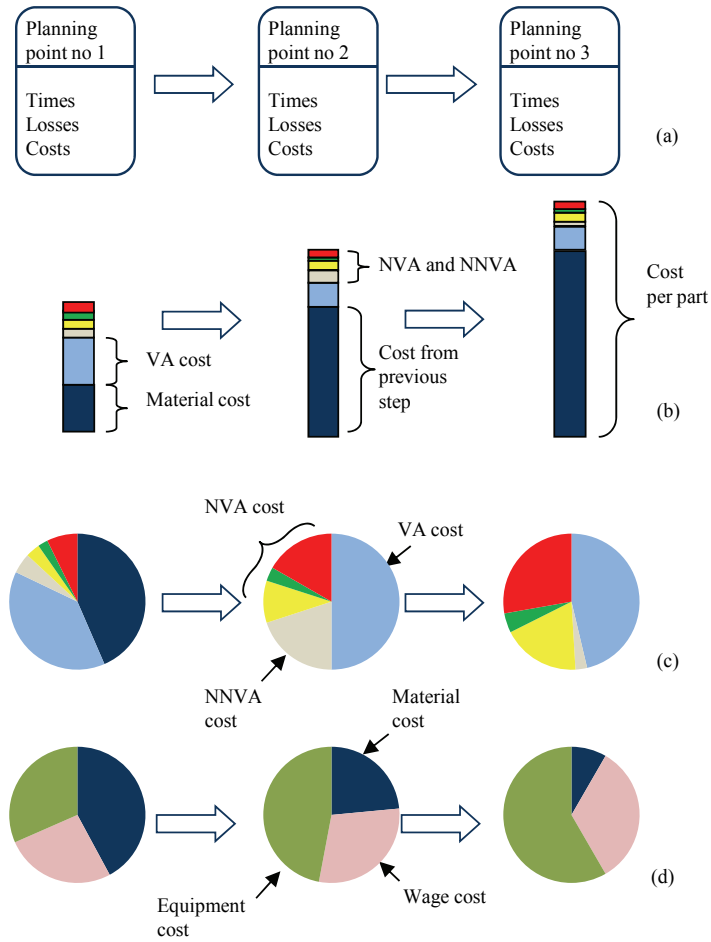 Planning
point no 1
Times
Losses
Costs
Planning
point no 2
Times
Losses
Costs
Planning
point no 3
Times
Losses
Costs
(a)
VA cost
Material cost
NVA and NNVA
Cost from
previous
step
Cost
per part
(b)
NVA cost
VA cost
NNVA
cost
(c)
Material
cost
Equipment
cost
Wage cost
(d)